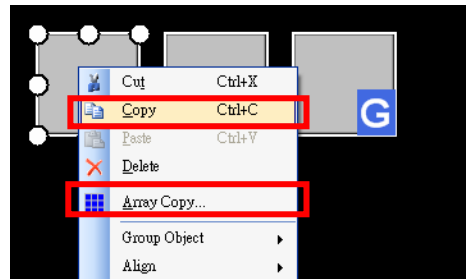 Cut Ctrl+X
Copy Ctrl+C
G
Paste Ctrl+V
Delete
Array Copy...
Group Object
Align